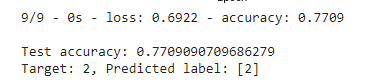 9/9 - 0s - loss: 0.6922 - accuracy: 0.7709
Test accuracy: 0.7709090709686279
Target: 2, Predicted label: [2]